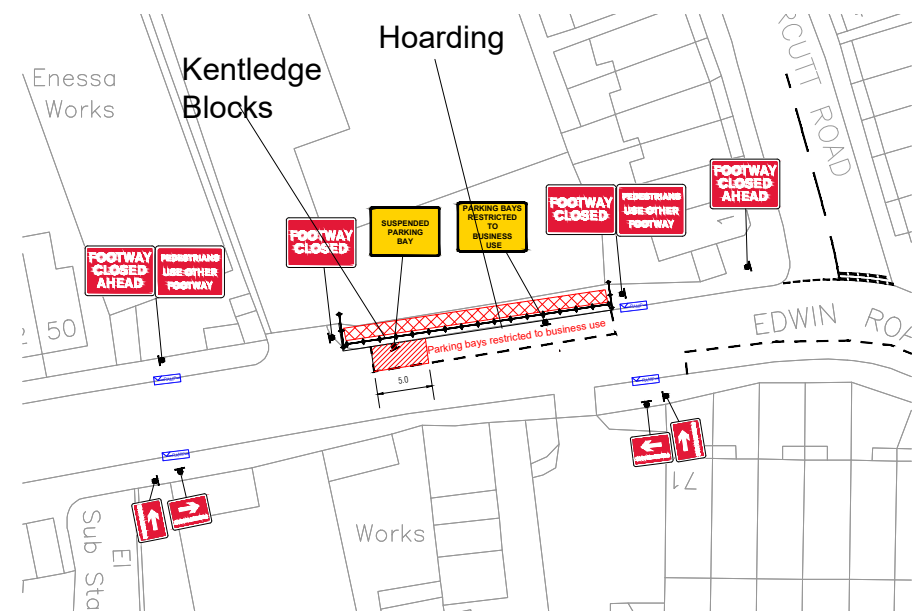 Hoarding
Kentledge
Blocks
Enessa
Works
RCUTT ROAD
FOOTWAY
CLOSED
AHEAD
PEDESTRIANS
USE OTHER
FOOTWAY
FOOTWAY
CLOSED
SUSPENDED
PARKING
BAY
PARKING BAYS
RESTRICTED
TO
BUSINESS
USE
FOOTWAY
CLOSED
PEDESTRIANS
USE OTHER
FOOTWAY
FOOTWAY
CLOSED
AHEAD
1
50
EDWIN ROA
Parking bays restricted to business use
5.0
71
Works
El
Sub Sta